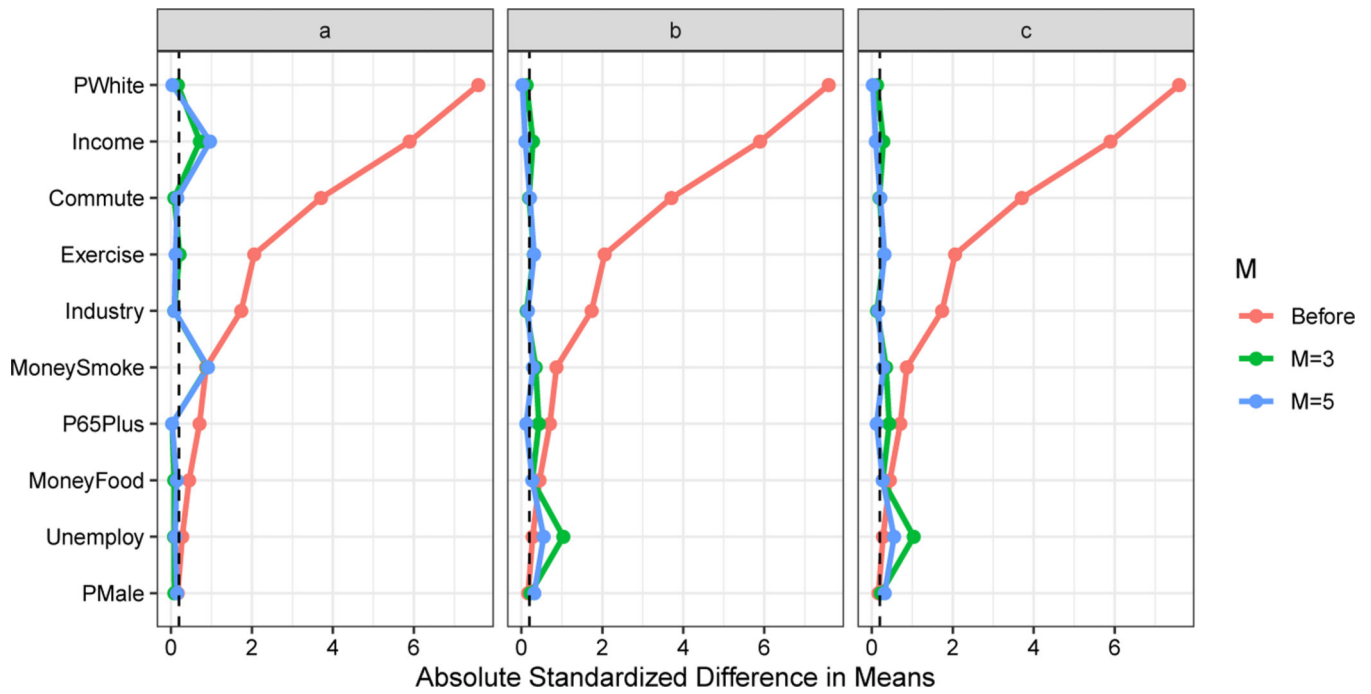 a b c
PWhite
Income
Commute
Exercise
Industry
MoneySmoke
P65Plus
MoneyFood
Unemploy
PMale
0 2 4 6 0 2 4 6 0 2 4 6
Absolute Standardized Difference in Means
M
Before
M=3
M=5